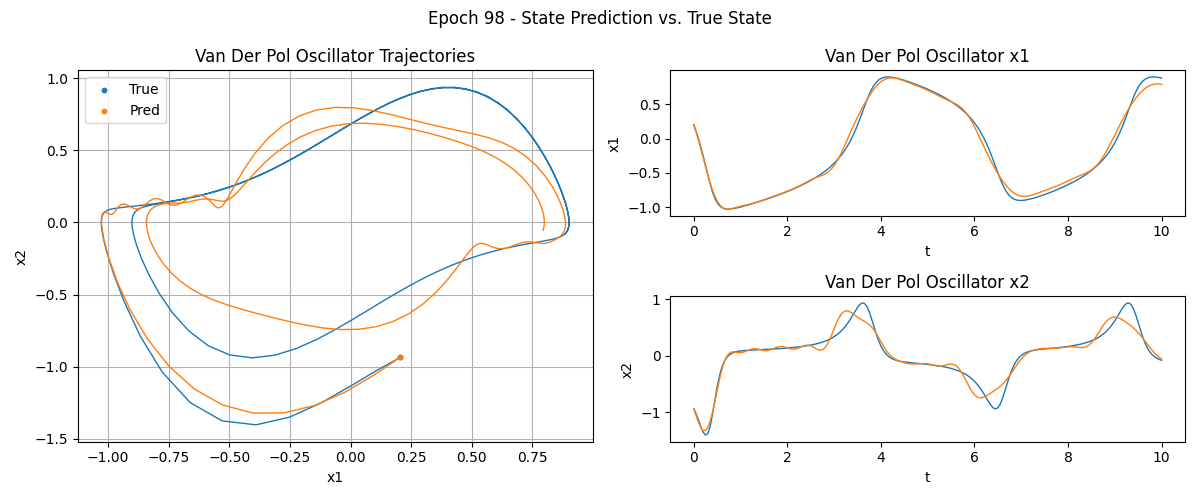 Epoch 98 - State Prediction vs. True State
Van Der Pol Oscillator Trajectories
True
Pred
1.0
0.5
0.0
−0.5
−1.0
−1.5
x2
−1.00 −0.75 −0.50 −0.25 0.00 0.25 0.50 0.75
x1
Van Der Pol Oscillator x1
0.5
0.0
−0.5
−1.0
x1
0 2 4 6 8 10
t
Van Der Pol Oscillator x2
1
0
−1
x2
0 2 4 6 8 10
t